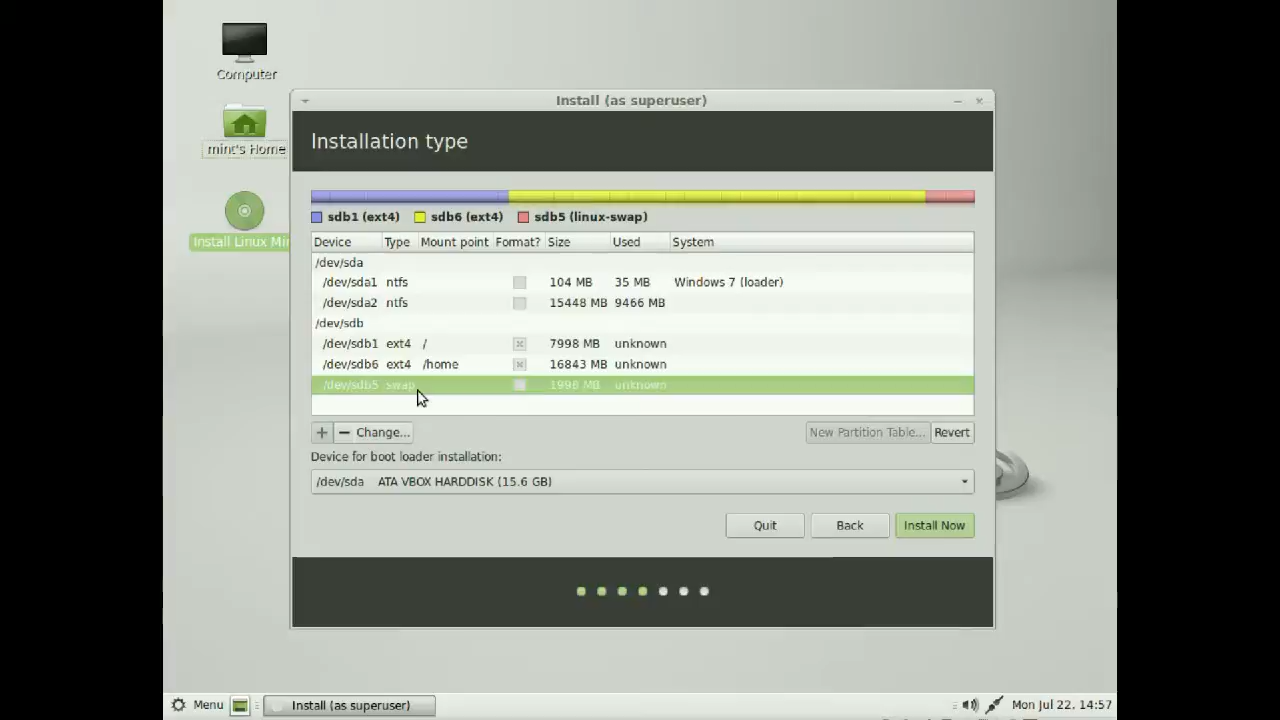 Computer
mint's Home
Install Linux Min
Install (as superuser)
Installation type
sdb1 (ext4) sdb6 (ext4) sdb5 (linux-swap)
Device Type Mount point Format? Size Used System
/dev/sda
/dev/sda1 ntfs 104 MB 35 MB Windows 7 (loader)
/dev/sda2 ntfs 15448 MB 9466 MB
/dev/sdb
/dev/sdb1 ext4 / 7998 MB unknown
/dev/sdb6 ext4 /home 16843 MB unknown
/dev/sdb5 swap 1998 MB unknown
+ − Change... New Partition Table... Revert
Device for boot loader installation:
/dev/sda ATA VBOX HARDDISK (15.6 GB)
Quit Back Install Now
Menu Install (as superuser) Mon Jul 22, 14:57